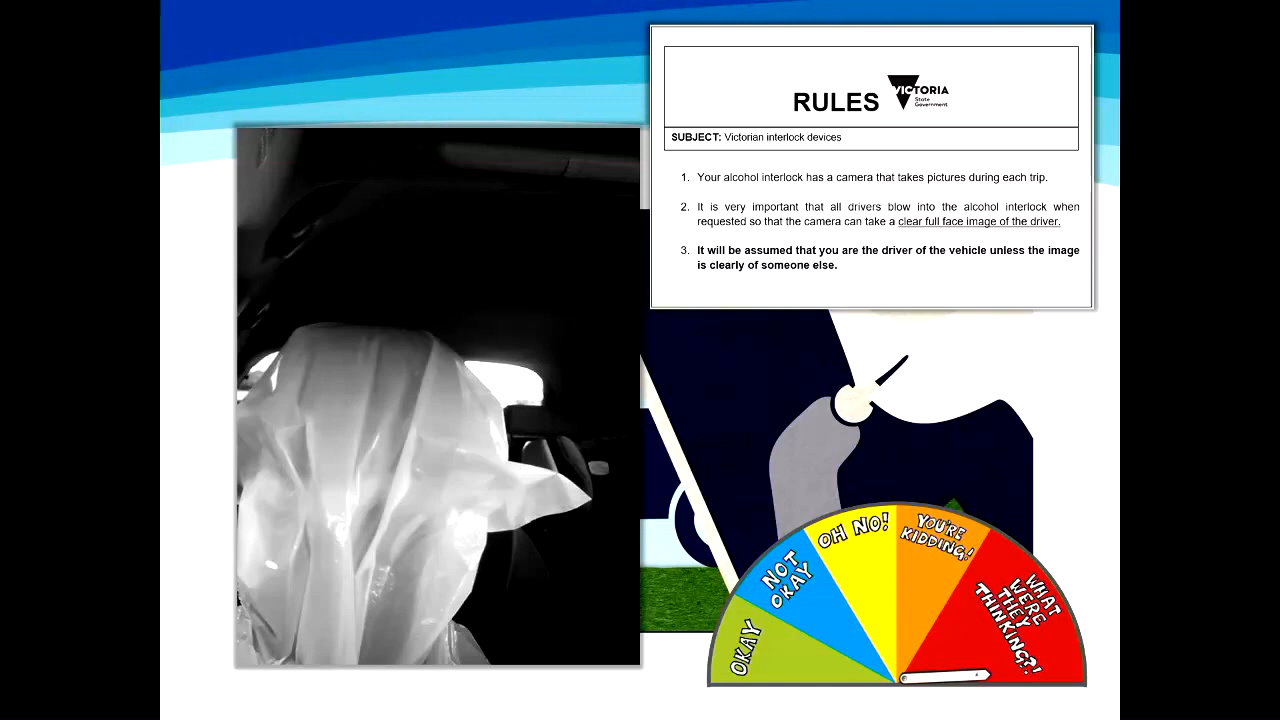 RULES
VICTORIA
State
Government
SUBJECT: Victorian interlock devices
1. Your alcohol interlock has a camera that takes pictures during each trip.
2. It is very important that all drivers blow into the alcohol interlock when
requested so that the camera can take a clear full face image of the driver.
3. It will be assumed that you are the driver of the vehicle unless the image
is clearly of someone else.
OKAY
NOT
OKAY
OH NO!
YOU'RE
KIDDING!
WHAT
WERE
THEY
THINKING?!